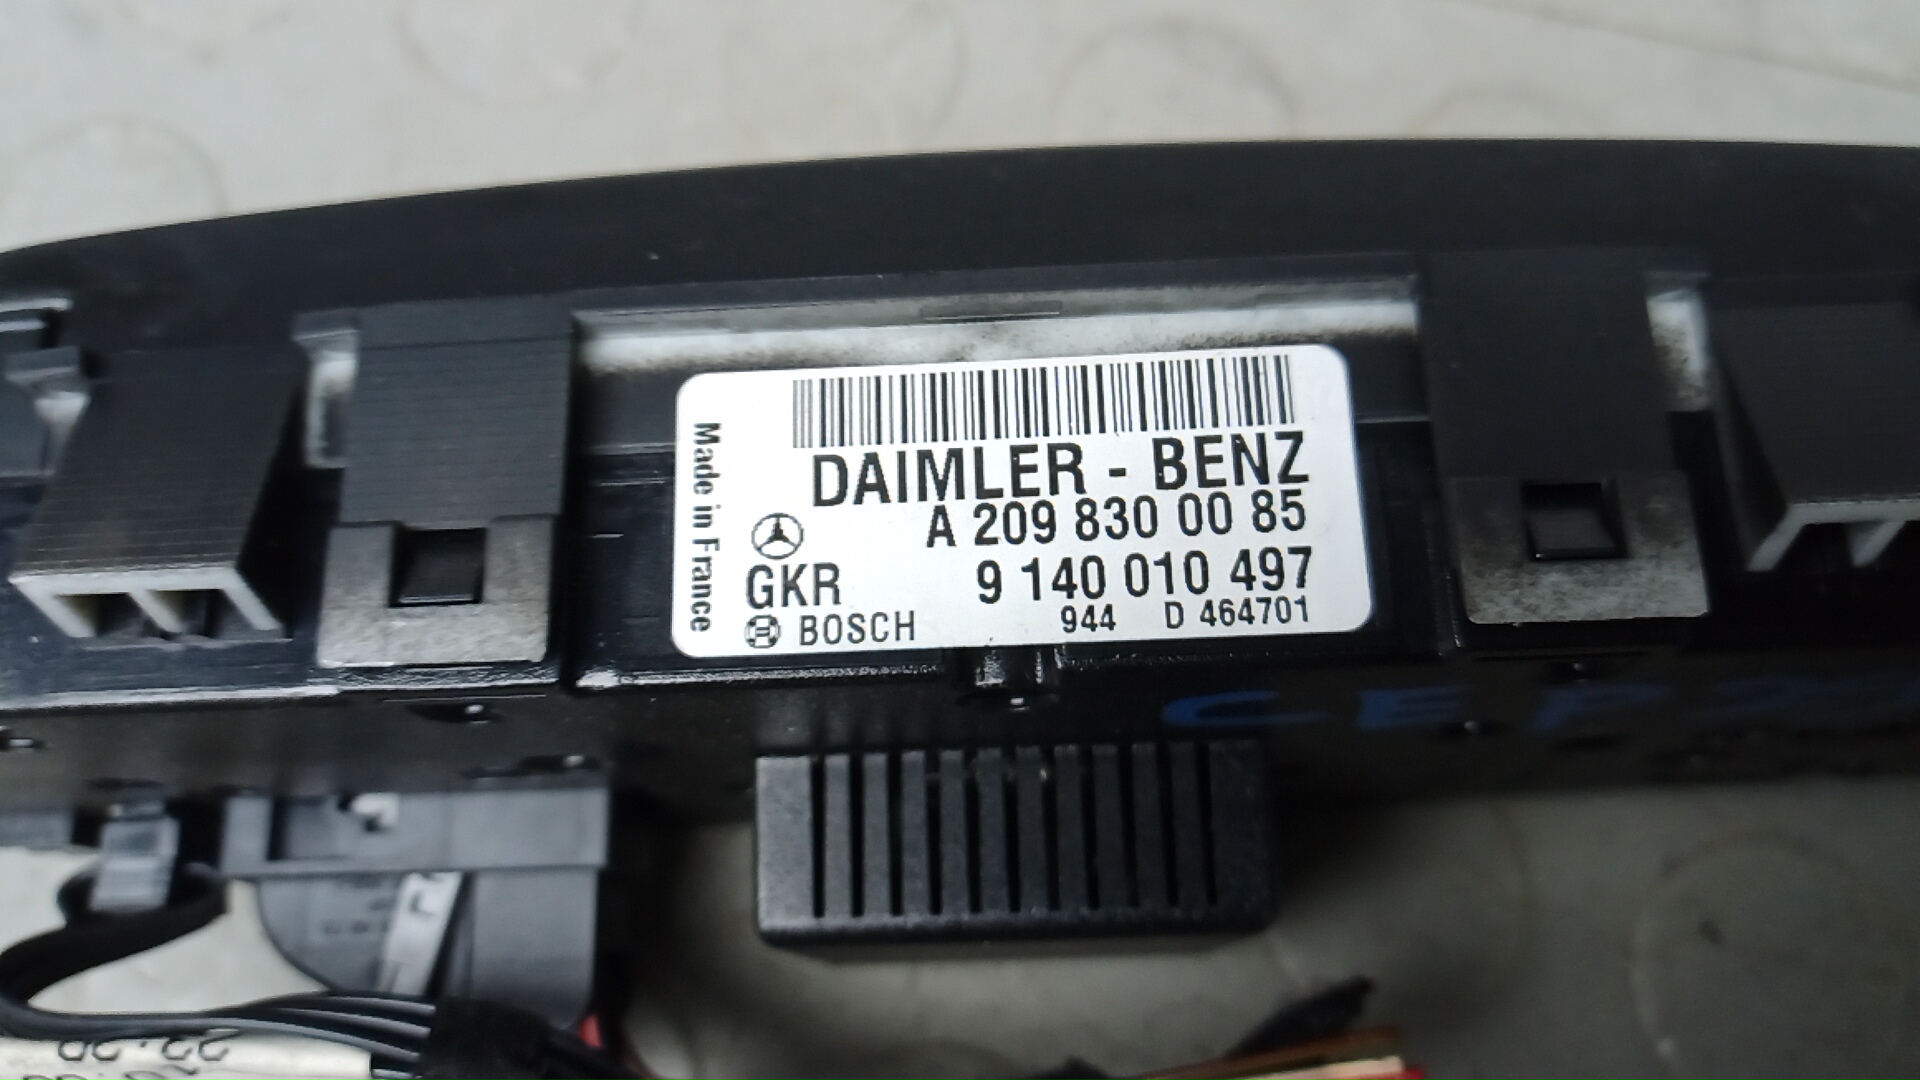 Made in France
DAIMLER - BENZ
A 209 830 00 85
GKR 9 140 010 497
BOSCH 944 D 464701